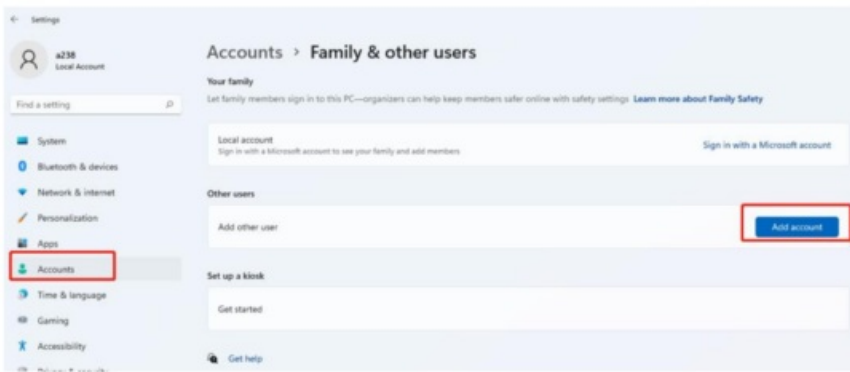 Settings
a238
Local Account
Find a setting
System
Bluetooth & devices
Network & internet
Personalization
Apps
Accounts
Time & language
Gaming
Accessibility
Privacy & security
Accounts > Family & other users
Your family
Let family members sign in to this PC—organizers can help keep members safer online with safety settings Learn more about Family Safety
Local account
Sign in with a Microsoft account
Sign in with a Microsoft account to see your family and add members
Other users
Add other user
Add account
Set up a kiosk
Get started
Get help